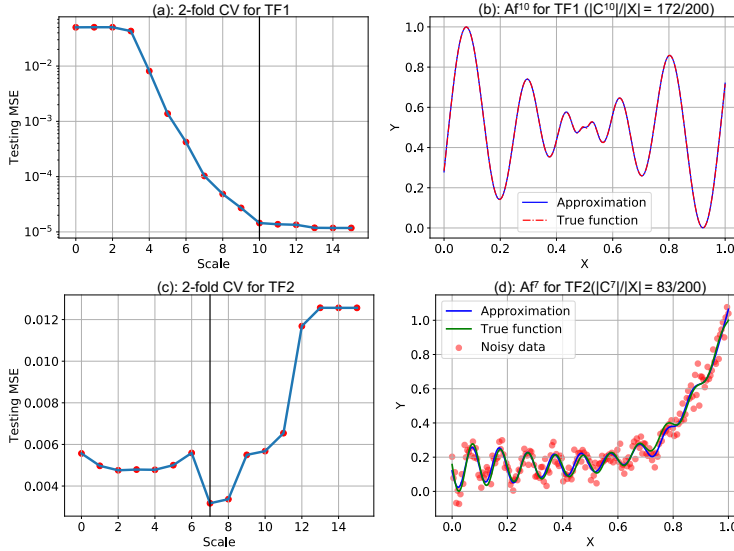 (a): 2-fold CV for TF1
10⁻²
10⁻³
10⁻⁴
10⁻⁵
Testing MSE
0 2 4 6 8 10 12 14
Scale
(b): Af¹⁰ for TF1 (|C¹⁰|/|X| = 172/200)
1.0
0.8
0.6
0.4
0.2
0.0
Y
Approximation
True function
0.0 0.2 0.4 0.6 0.8 1.0
X
(c): 2-fold CV for TF2
0.012
0.010
0.008
0.006
0.004
Testing MSE
0 2 4 6 8 10 12 14
Scale
(d): Af⁷ for TF2(|C⁷|/|X| = 83/200)
1.0
0.8
0.6
0.4
0.2
0.0
Y
Approximation
True function
Noisy data
0.0 0.2 0.4 0.6 0.8 1.0
X